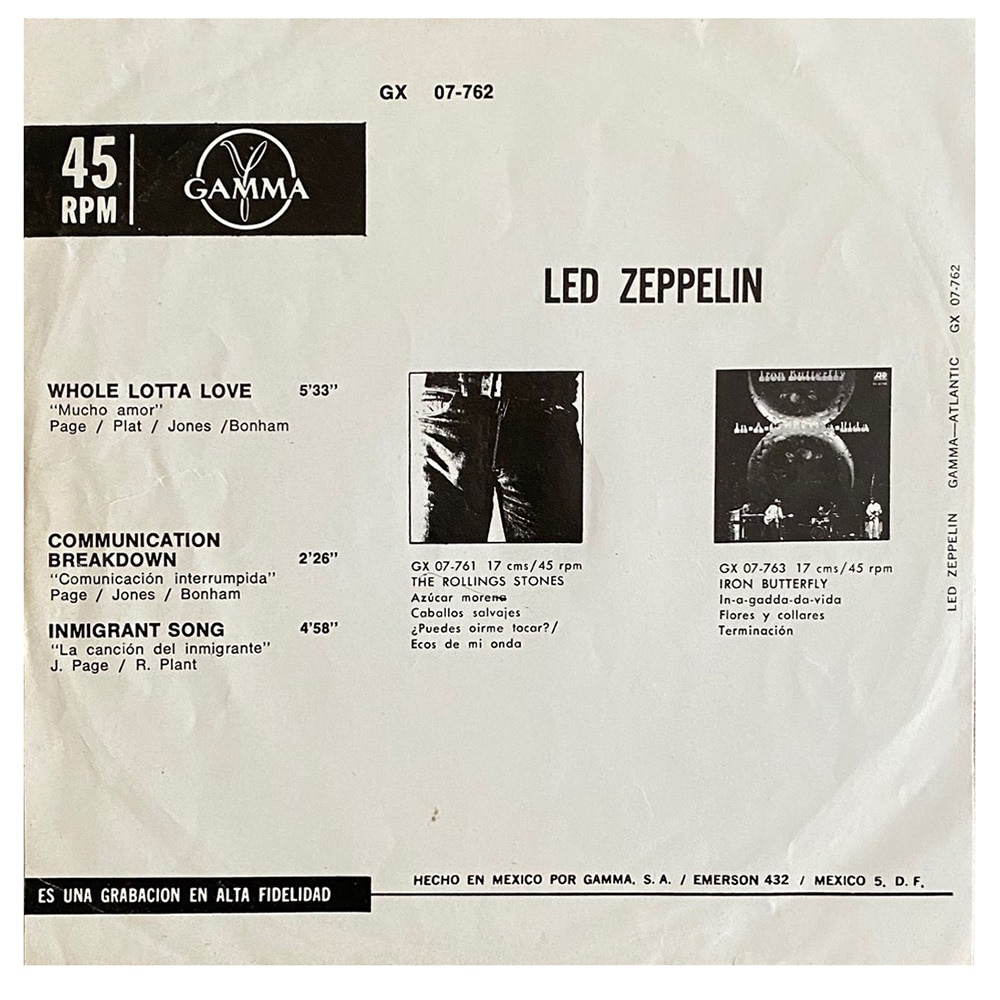 GX 07-762
45
RPM
GAMMA
LED ZEPPELIN
WHOLE LOTTA LOVE 5'33"
"Mucho amor"
Page / Plat / Jones /Bonham
COMMUNICATION
BREAKDOWN 2'26"
"Comunicación interrumpida"
Page / Jones / Bonham
INMIGRANT SONG 4'58"
"La canción del inmigrante"
J. Page / R. Plant
GX 07-761 17 cms/45 rpm
THE ROLLINGS STONES
Azúcar morena
Caballos salvajes
¿Puedes oirme tocar?/
Ecos de mi onda
Iron Butterfly
GX 07-763 17 cms/45 rpm
IRON BUTTERFLY
In-a-gadda-da-vida
Flores y collares
Terminación
LED ZEPPELIN GAMMA—ATLANTIC GX 07-762
ES UNA GRABACION EN ALTA FIDELIDAD
HECHO EN MEXICO POR GAMMA, S. A. / EMERSON 432 / MEXICO 5, D. F.